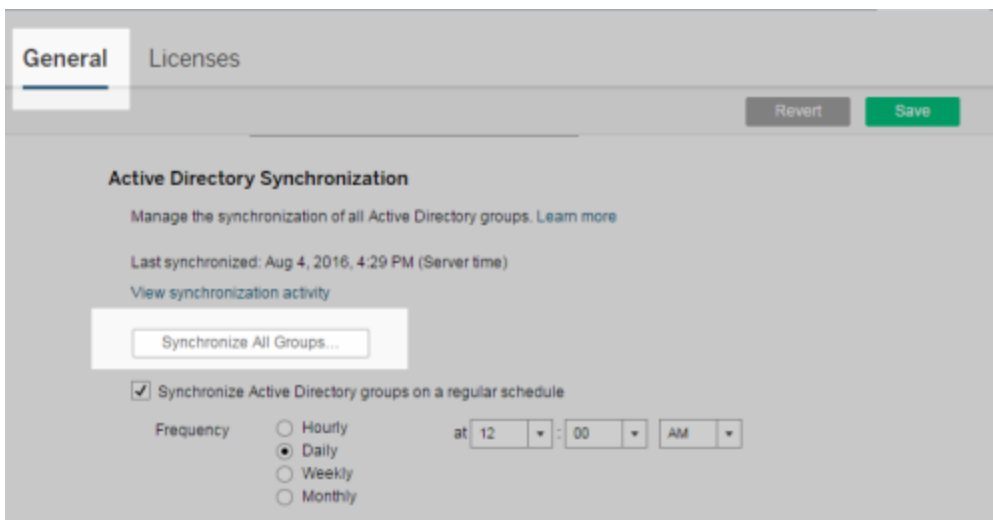 General Licenses
Revert Save
Active Directory Synchronization
Manage the synchronization of all Active Directory groups. Learn more
Last synchronized: Aug 4, 2016, 4:29 PM (Server time)
View synchronization activity
Synchronize All Groups...
Synchronize Active Directory groups on a regular schedule
Frequency Hourly at 12 : 00 AM
Daily
Weekly
Monthly